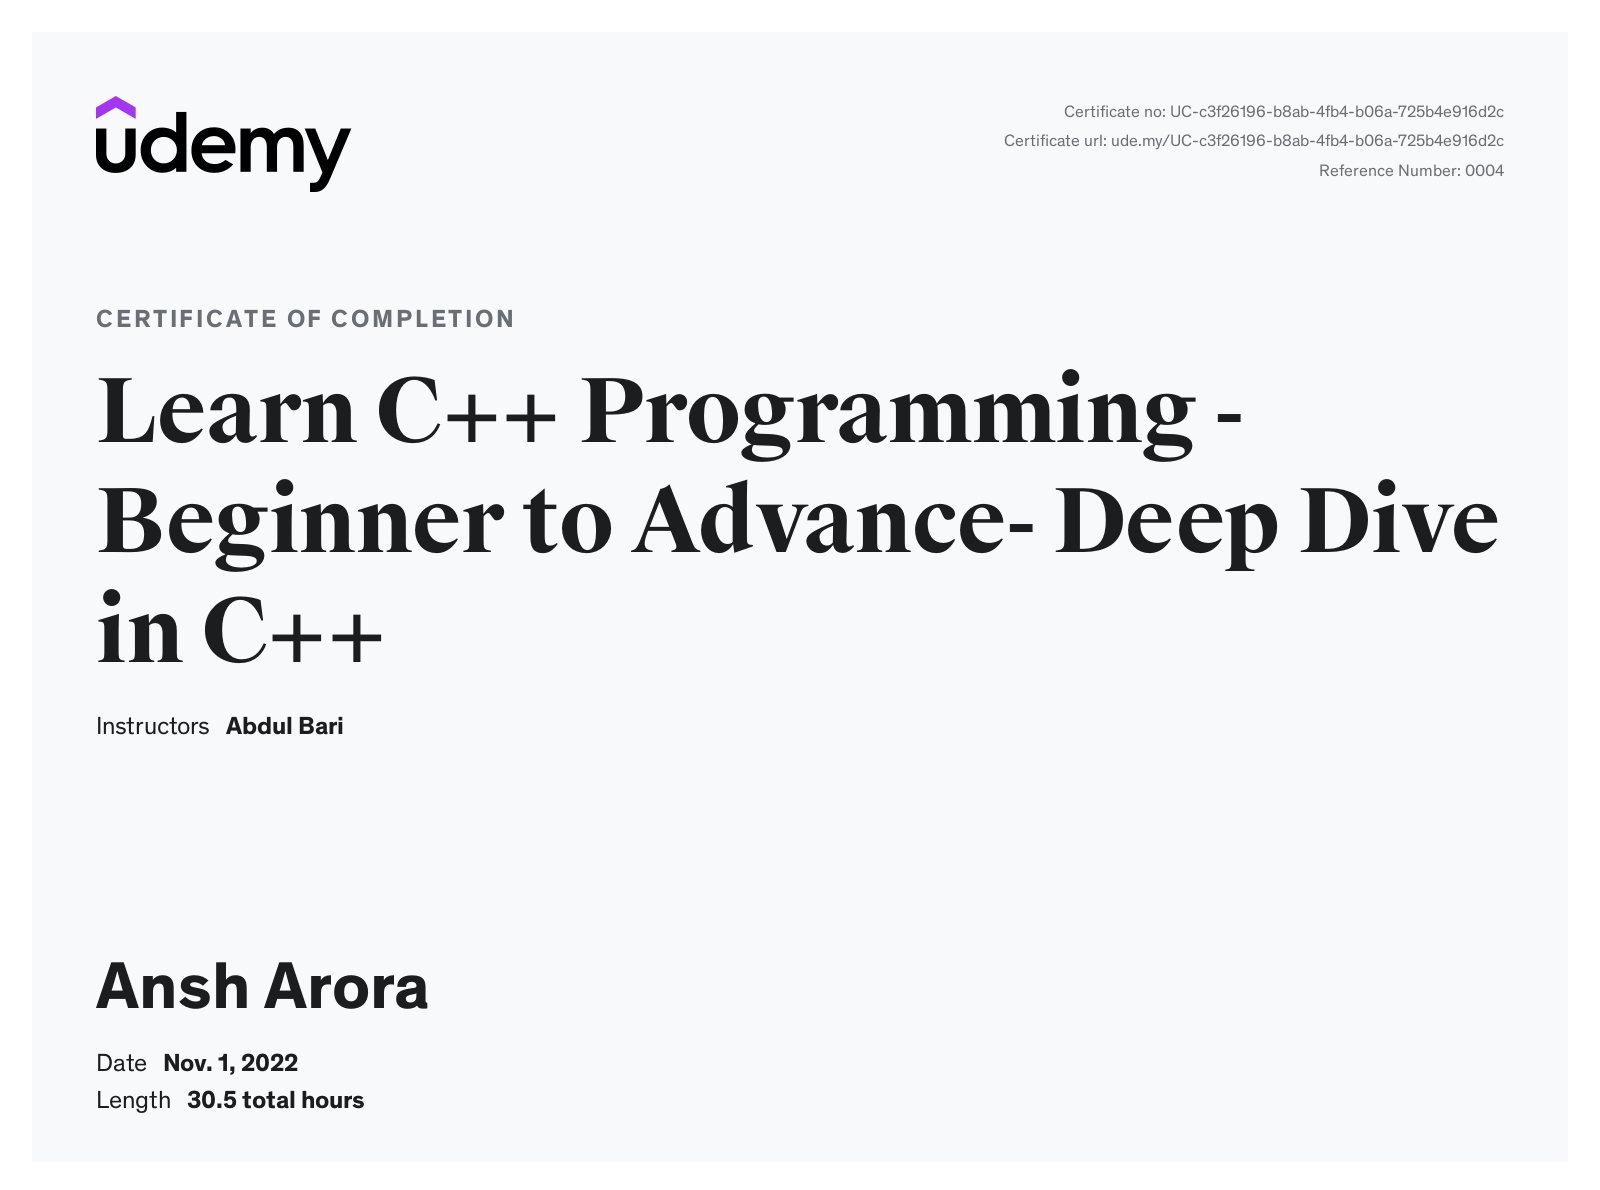 udemy
Certificate no: UC-c3f26196-b8ab-4fb4-b06a-725b4e916d2c
Certificate url: ude.my/UC-c3f26196-b8ab-4fb4-b06a-725b4e916d2c
Reference Number: 0004
CERTIFICATE OF COMPLETION
Learn C++ Programming -
Beginner to Advance- Deep Dive
in C++
Instructors Abdul Bari
Ansh Arora
Date Nov. 1, 2022
Length 30.5 total hours